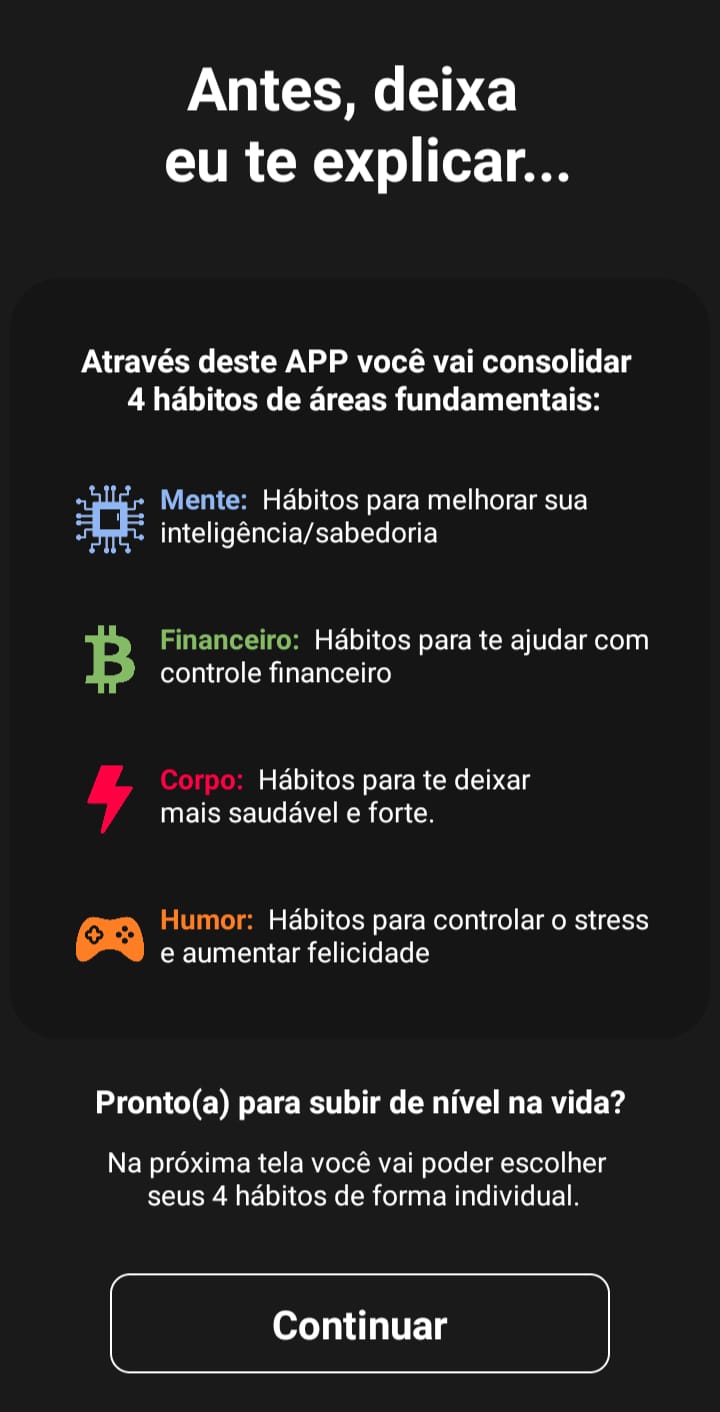 Antes, deixa
eu te explicar...
Através deste APP você vai consolidar
4 hábitos de áreas fundamentais:
Mente: Hábitos para melhorar sua
inteligência/sabedoria
Financeiro: Hábitos para te ajudar com
controle financeiro
Corpo: Hábitos para te deixar
mais saudável e forte.
Humor: Hábitos para controlar o stress
e aumentar felicidade
Pronto(a) para subir de nível na vida?
Na próxima tela você vai poder escolher
seus 4 hábitos de forma individual.
Continuar